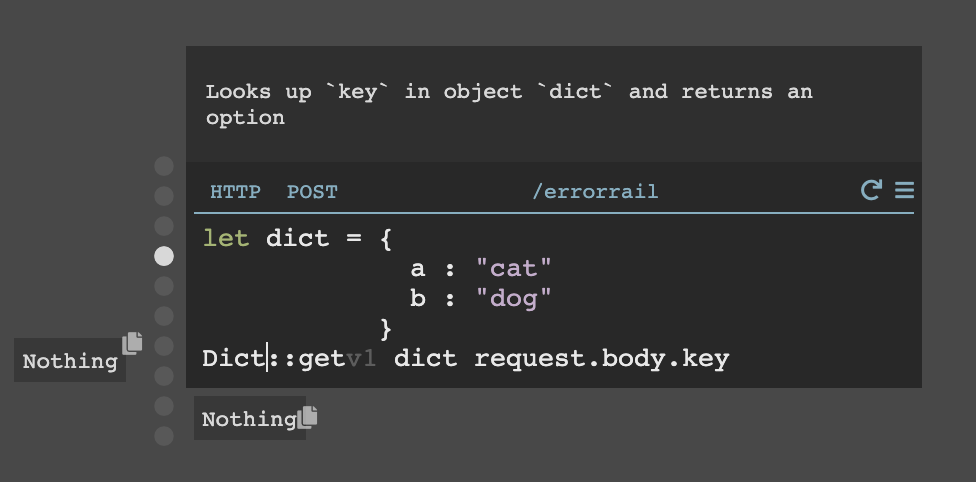 Looks up `key` in object `dict` and returns an
option
HTTP POST /errorrail
let dict = {
a : "cat"
b : "dog"
}
Dict::getv1 dict request.body.key
Nothing
Nothing